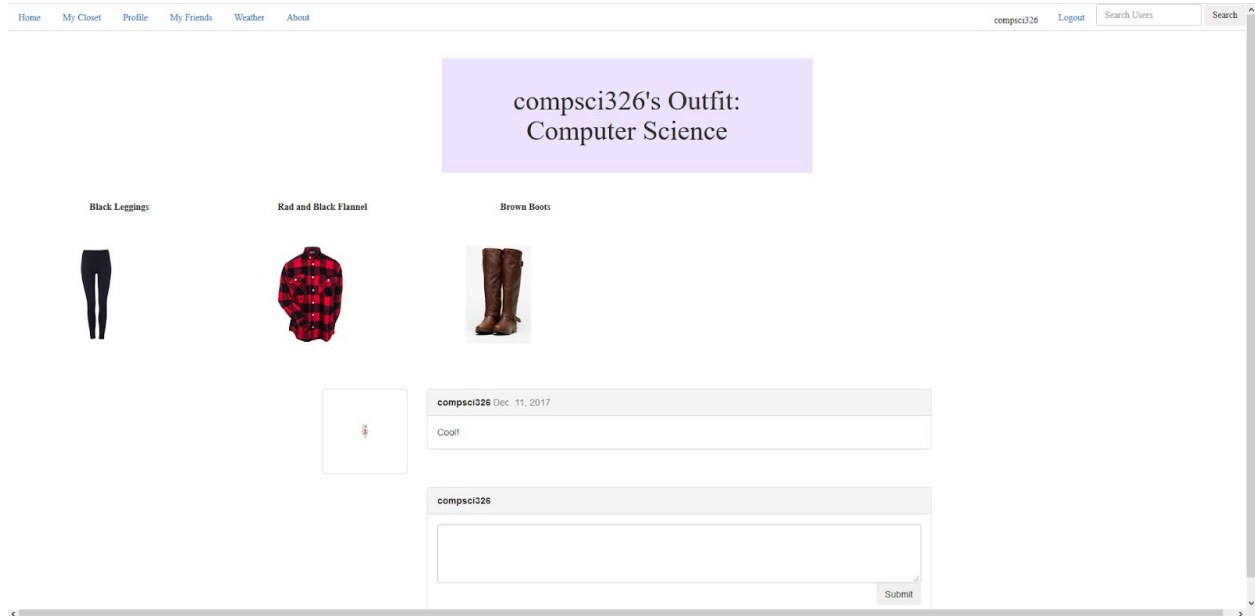 Home My Closet Profile My Friends Weather About compsci326 Logout Search Users Search
compsci326's Outfit:
Computer Science
Black Leggings Rad and Black Flannel Brown Boots
compsci326 Dec. 11, 2017
Cool!
compsci326
Submit